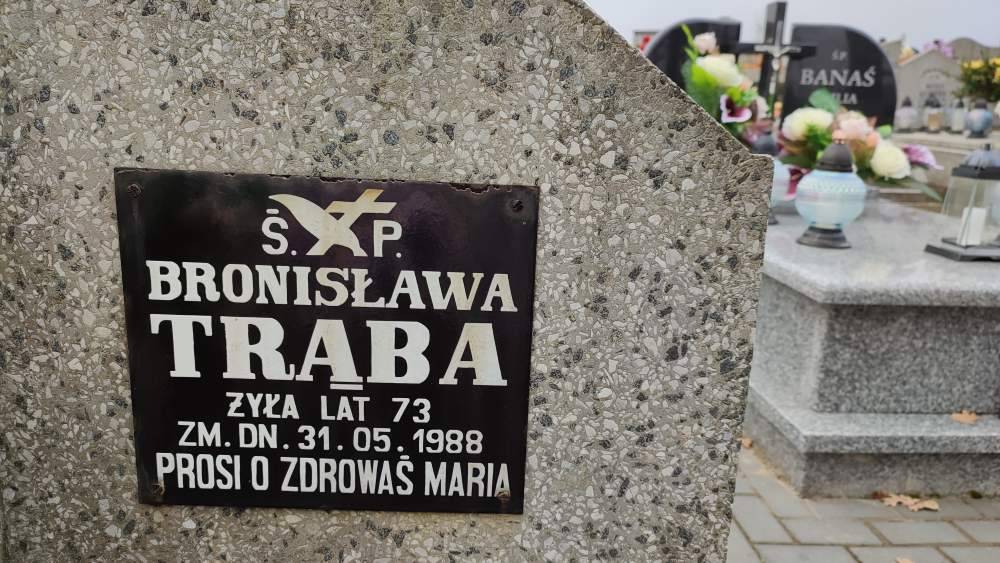 Ś. P.
BRONISŁAWA
TRĄBA
ŻYŁA LAT 73
ZM. DN. 31.05.1988
PROSI O ZDROWAŚ MARIA
Ś.P.
BANAŚ